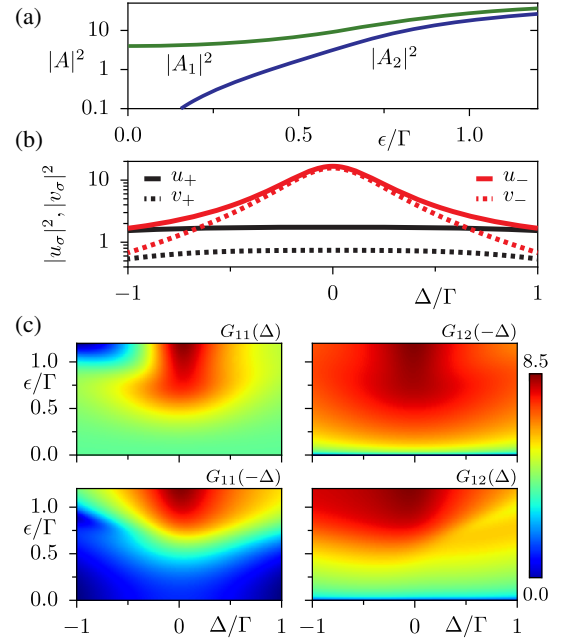 (a)
10
1
0.1
|A|²
|A₁|²
|A₂|²
0.0
0.5
ϵ/Γ
1.0
(b)
10
1
|u_σ|², |v_σ|²
u₊
v₊
u₋
v₋
−1
0
Δ/Γ
1
(c)
G₁₁(Δ)
G₁₂(−Δ)
1.0
ϵ/Γ
0.5
0.0
8.5
0.0
G₁₁(−Δ)
G₁₂(Δ)
1.0
ϵ/Γ
0.5
0.0
−1
0
Δ/Γ
1
−1
0
Δ/Γ
1